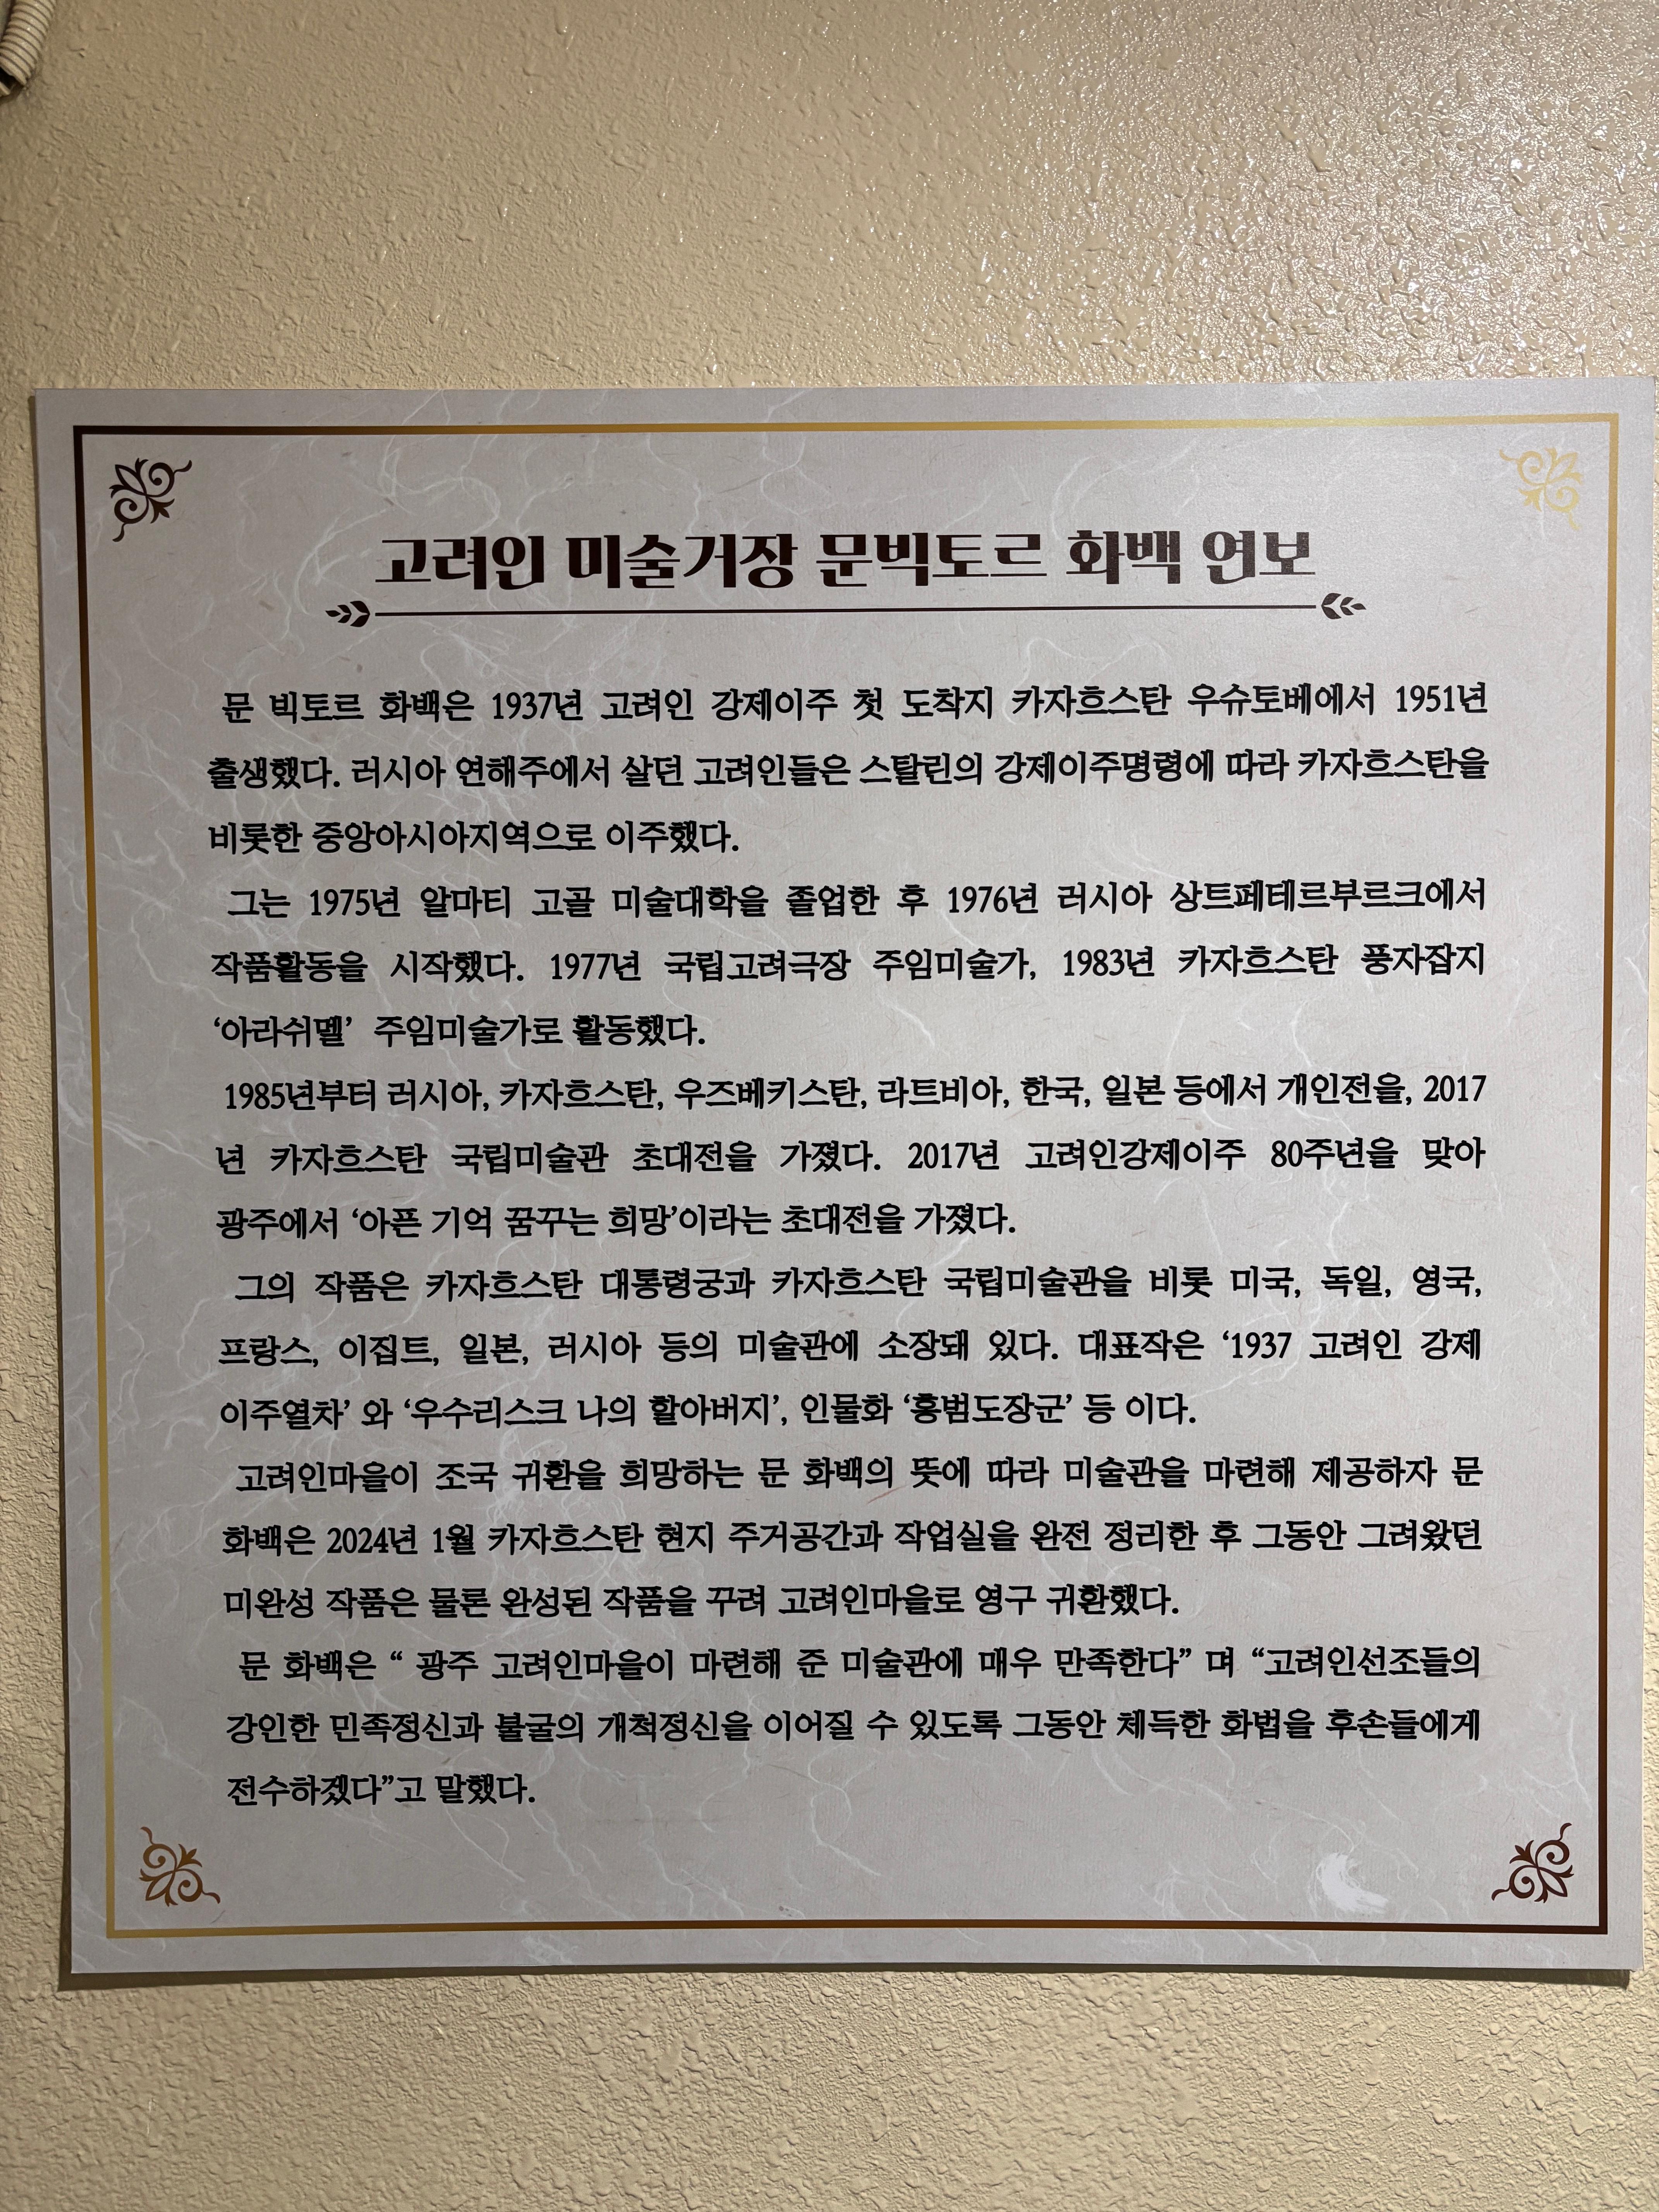 고려인 미술거장 문빅토르 화백 연보
문 빅토르 화백은 1937년 고려인 강제이주 첫 도착지 카자흐스탄 우슈토베에서 1951년
출생했다. 러시아 연해주에서 살던 고려인들은 스탈린의 강제이주명령에 따라 카자흐스탄을
비롯한 중앙아시아지역으로 이주했다.
그는 1975년 알마티 고골 미술대학을 졸업한 후 1976년 러시아 상트페테르부르크에서
작품활동을 시작했다. 1977년 국립고려극장 주임미술가, 1983년 카자흐스탄 풍자잡지
‘아라쉬멜’ 주임미술가로 활동했다.
1985년부터 러시아, 카자흐스탄, 우즈베키스탄, 라트비아, 한국, 일본 등에서 개인전을, 2017
년 카자흐스탄 국립미술관 초대전을 가졌다. 2017년 고려인강제이주 80주년을 맞아
광주에서 ‘아픈 기억 꿈꾸는 희망’이라는 초대전을 가졌다.
그의 작품은 카자흐스탄 대통령궁과 카자흐스탄 국립미술관을 비롯 미국, 독일, 영국,
프랑스, 이집트, 일본, 러시아 등의 미술관에 소장돼 있다. 대표작은 ‘1937 고려인 강제
이주열차’ 와 ‘우수리스크 나의 할아버지’, 인물화 ‘홍범도장군’ 등 이다.
고려인마을이 조국 귀환을 희망하는 문 화백의 뜻에 따라 미술관을 마련해 제공하자 문
화백은 2024년 1월 카자흐스탄 현지 주거공간과 작업실을 완전 정리한 후 그동안 그려왔던
미완성 작품은 물론 완성된 작품을 꾸려 고려인마을로 영구 귀환했다.
문 화백은 “ 광주 고려인마을이 마련해 준 미술관에 매우 만족한다” 며 “고려인선조들의
강인한 민족정신과 불굴의 개척정신을 이어질 수 있도록 그동안 체득한 화법을 후손들에게
전수하겠다”고 말했다.